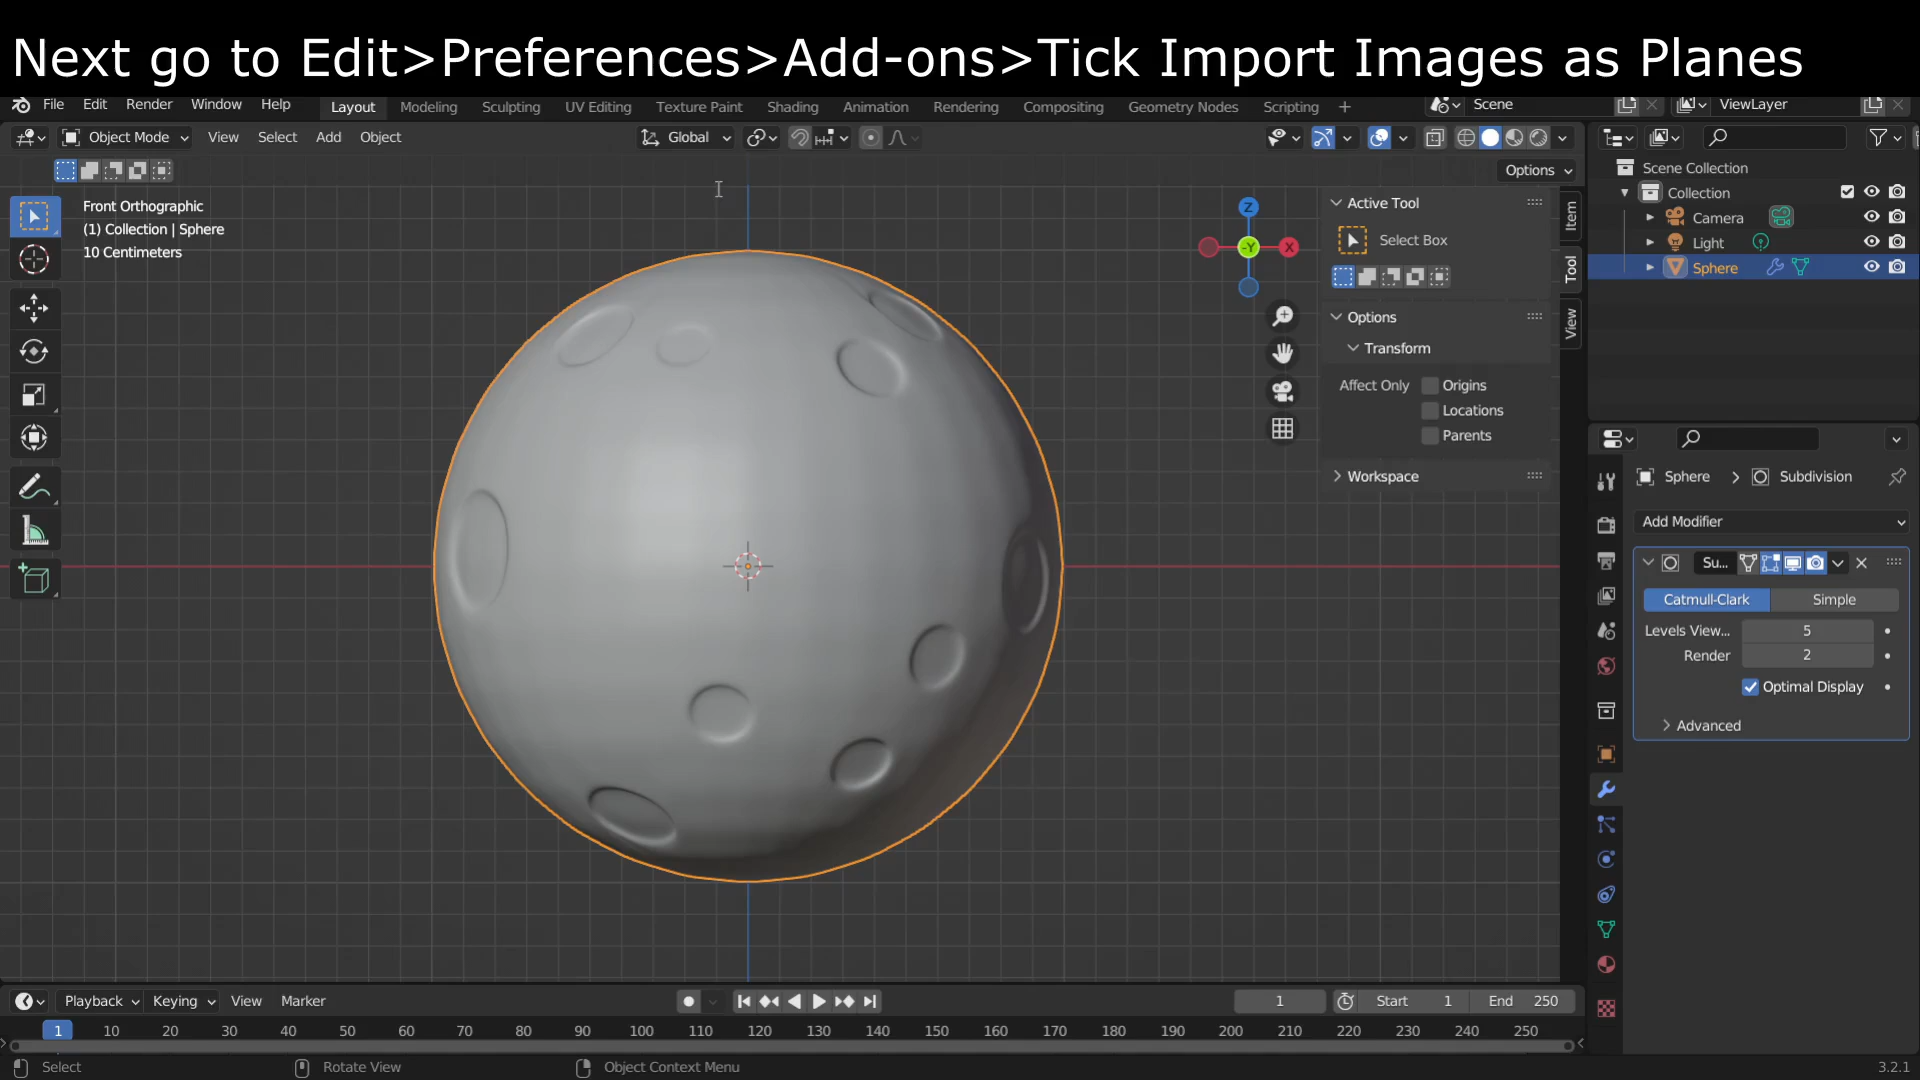 Next go to Edit>Preferences>Add-ons>Tick Import Images as Planes
File Edit Render Window Help Layout Modeling Sculpting UV Editing Texture Paint Shading Animation Rendering Compositing Geometry Nodes Scripting + Scene ViewLayer
Object Mode View Select Add Object Global
Options
Scene Collection
Collection
Camera
Light
Sphere
Front Orthographic
(1) Collection | Sphere
10 Centimeters
Z
-Y
X
Active Tool
Select Box
Options
Transform
Affect Only Origins
Locations
Parents
Workspace
Item
Tool
View
Sphere > Subdivision
Add Modifier
Su...
Catmull-Clark Simple
Levels View... 5
Render 2
Optimal Display
Advanced
Playback Keying View Marker 1 Start 1 End 250
1 10 20 30 40 50 60 70 80 90 100 110 120 130 140 150 160 170 180 190 200 210 220 230 240 250
Select Rotate View Object Context Menu 3.2.1